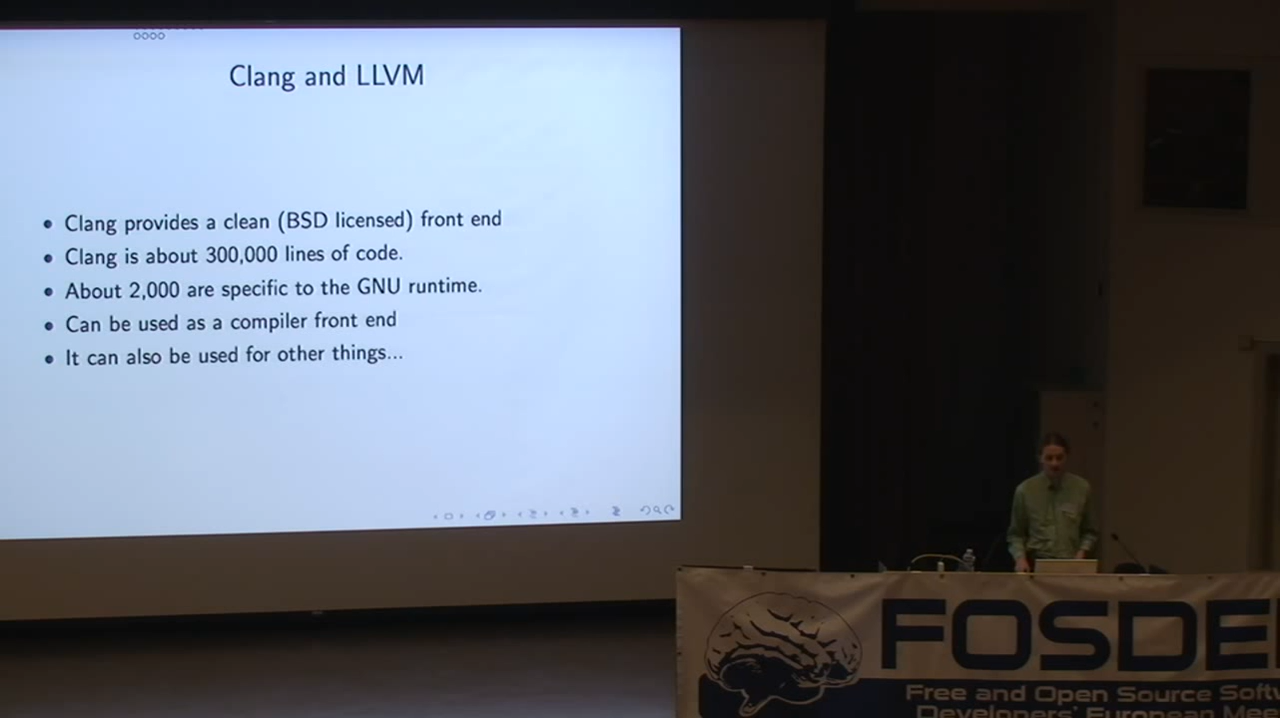 Clang and LLVM
• Clang provides a clean (BSD licensed) front end
• Clang is about 300,000 lines of code.
• About 2,000 are specific to the GNU runtime.
• Can be used as a compiler front end
• It can also be used for other things...
FOSDE
Free and Open Source Softw
Developers' European Mee